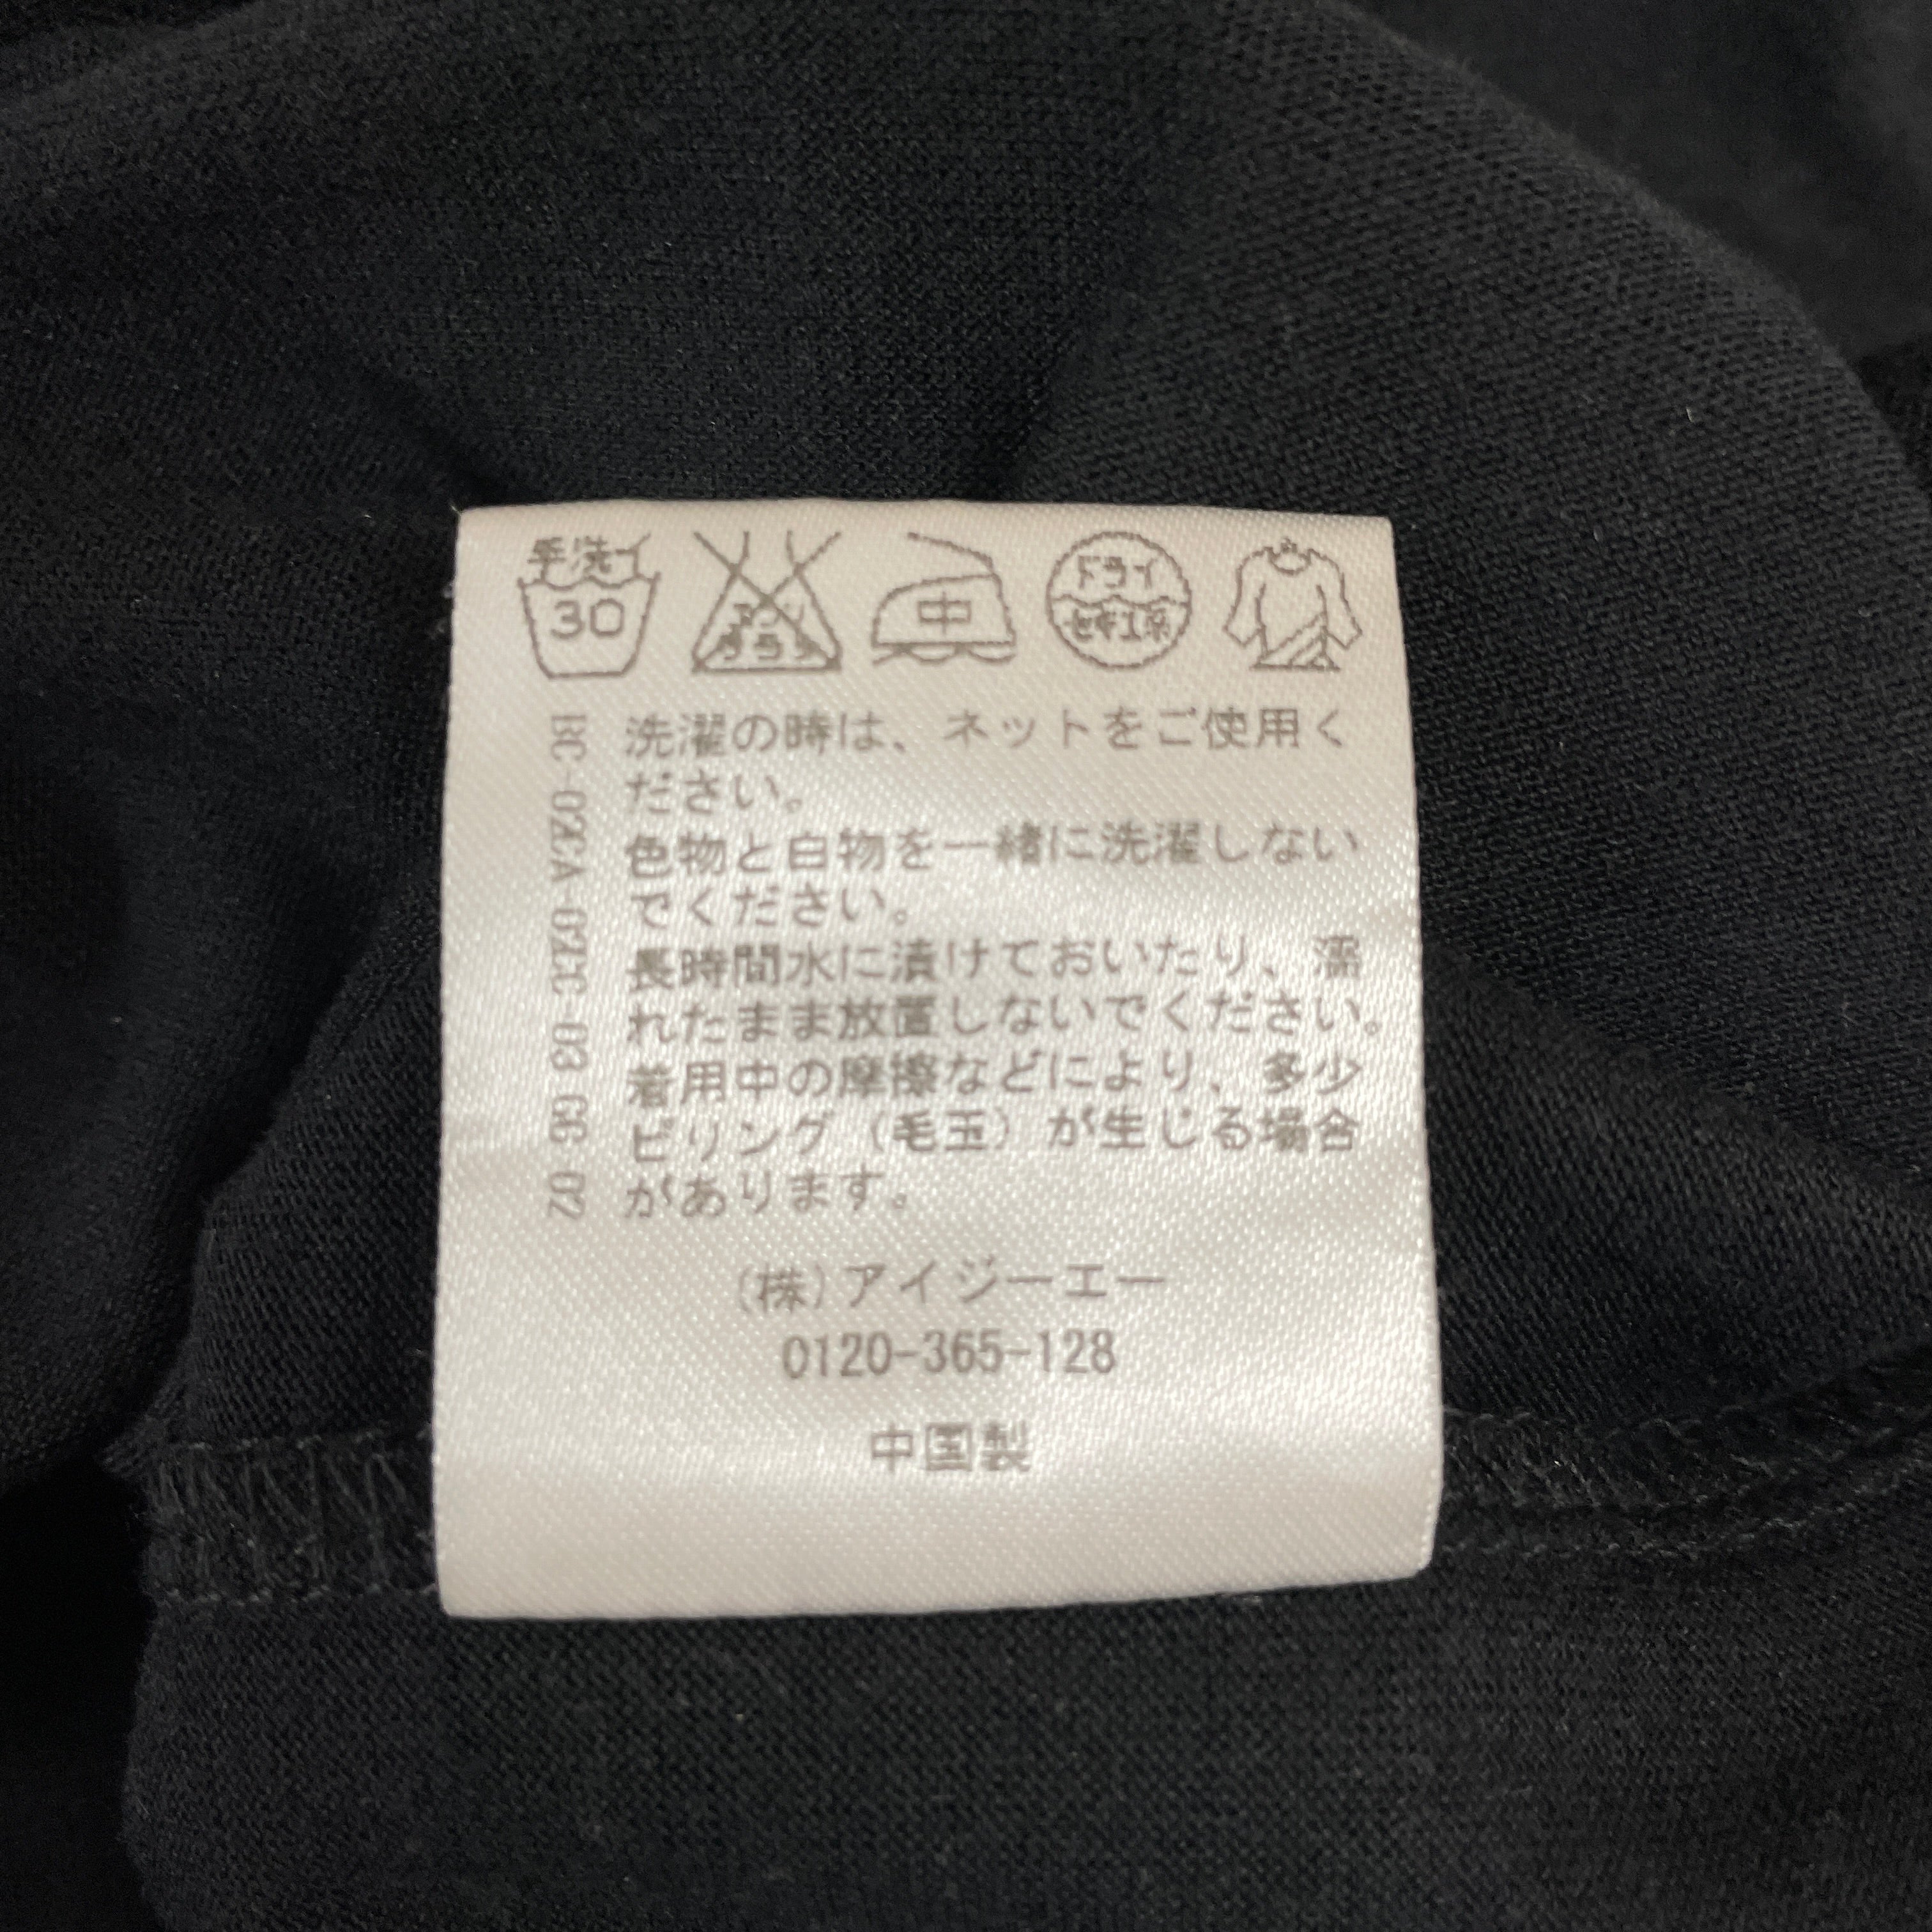 手洗イ
30
エンソ
サラシ
中
ドライ
セキユ系
洗濯の時は、ネットをご使用く
ださい。
色物と白物を一緒に洗濯しない
でください。
長時間水に漬けておいたり、濡
れたまま放置しないでください。
着用中の摩擦などにより、多少
ピリング(毛玉)が生じる場合
があります。
(株)アイジーエー
0120-365-128
中国製